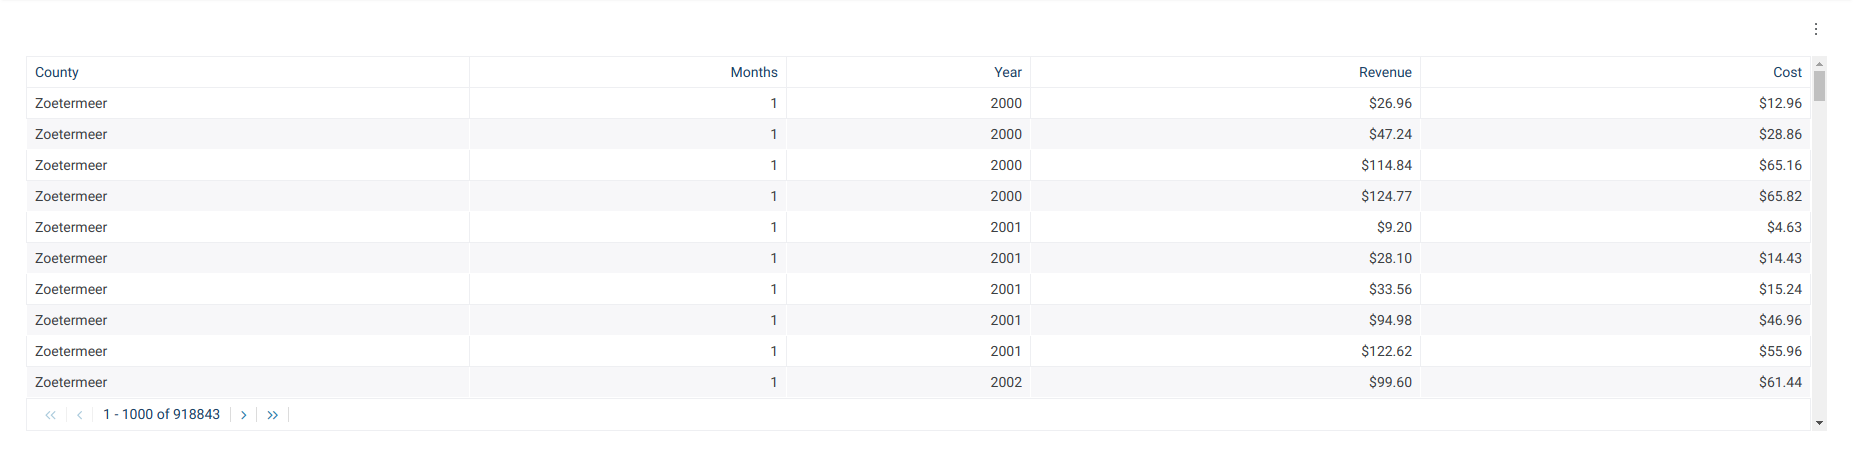 County Months Year Revenue Cost
Zoetermeer 1 2000 $26.96 $12.96
Zoetermeer 1 2000 $47.24 $28.86
Zoetermeer 1 2000 $114.84 $65.16
Zoetermeer 1 2000 $124.77 $65.82
Zoetermeer 1 2001 $9.20 $4.63
Zoetermeer 1 2001 $28.10 $14.43
Zoetermeer 1 2001 $33.56 $15.24
Zoetermeer 1 2001 $94.98 $46.96
Zoetermeer 1 2001 $122.62 $55.96
Zoetermeer 1 2002 $99.60 $61.44
1 - 1000 of 918843